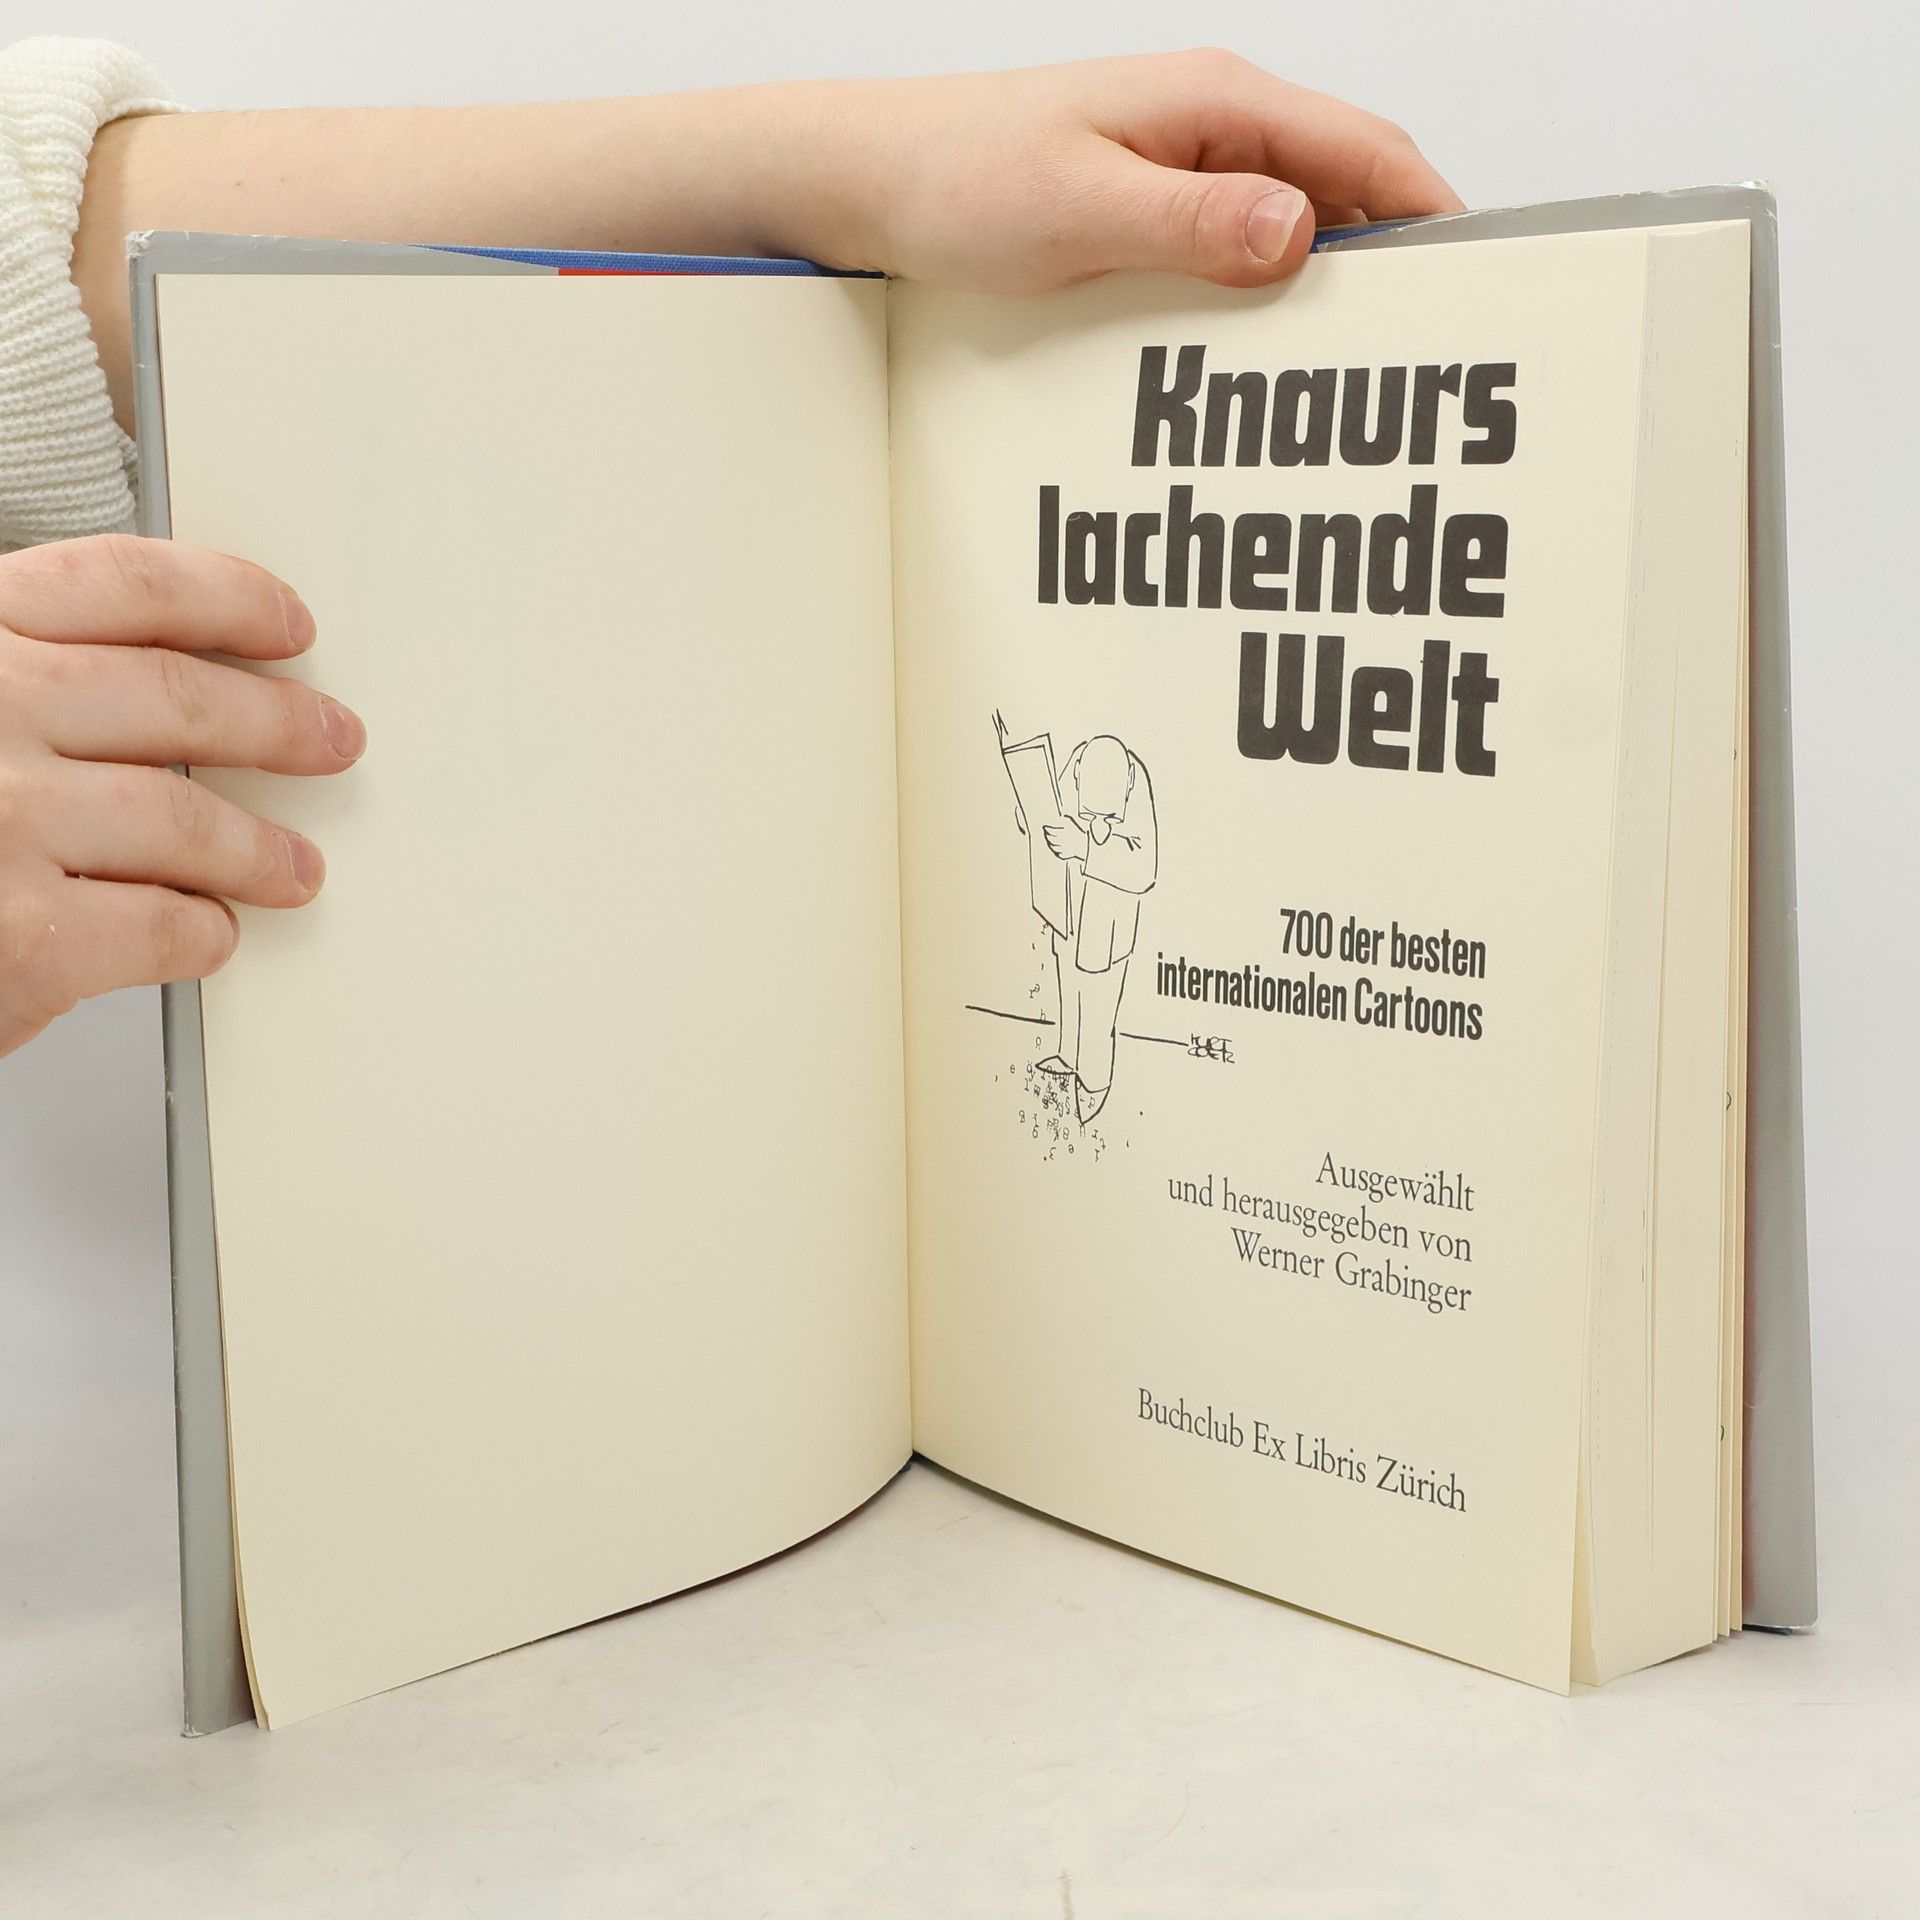 Knaurs
lachende
Welt
700 der besten
internationalen Cartoons
Ausgewählt
und herausgegeben von
Werner Grabinger
Buchclub Ex Libris Zürich